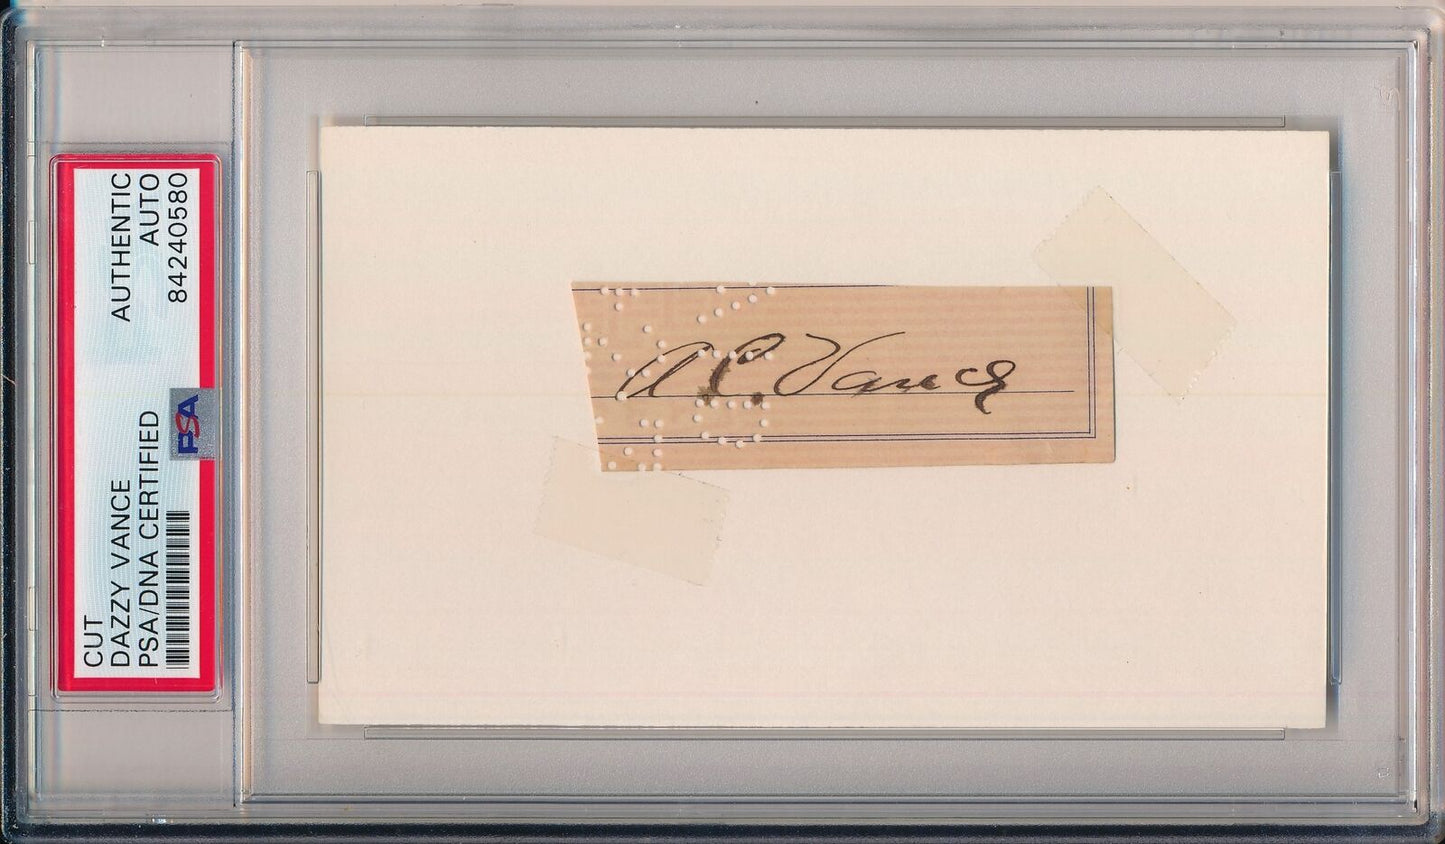 CUT
DAZZY VANCE
PSA/DNA CERTIFIED
AUTHENTIC
AUTO
84240580
PSA
A C. Vance